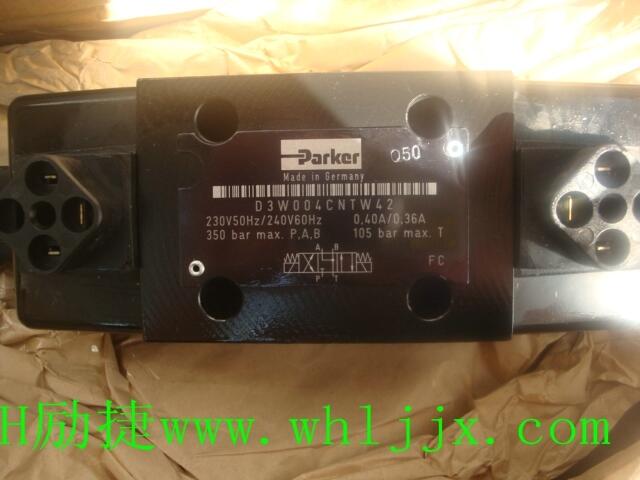 Parker
050
Made in Germany
D3W004CNTW42
230V50Hz/240V60Hz 0,40A/0,36A
350 bar max. P,A,B 105 bar max. T
A B
P T
FC
H励捷www.whljjx.com